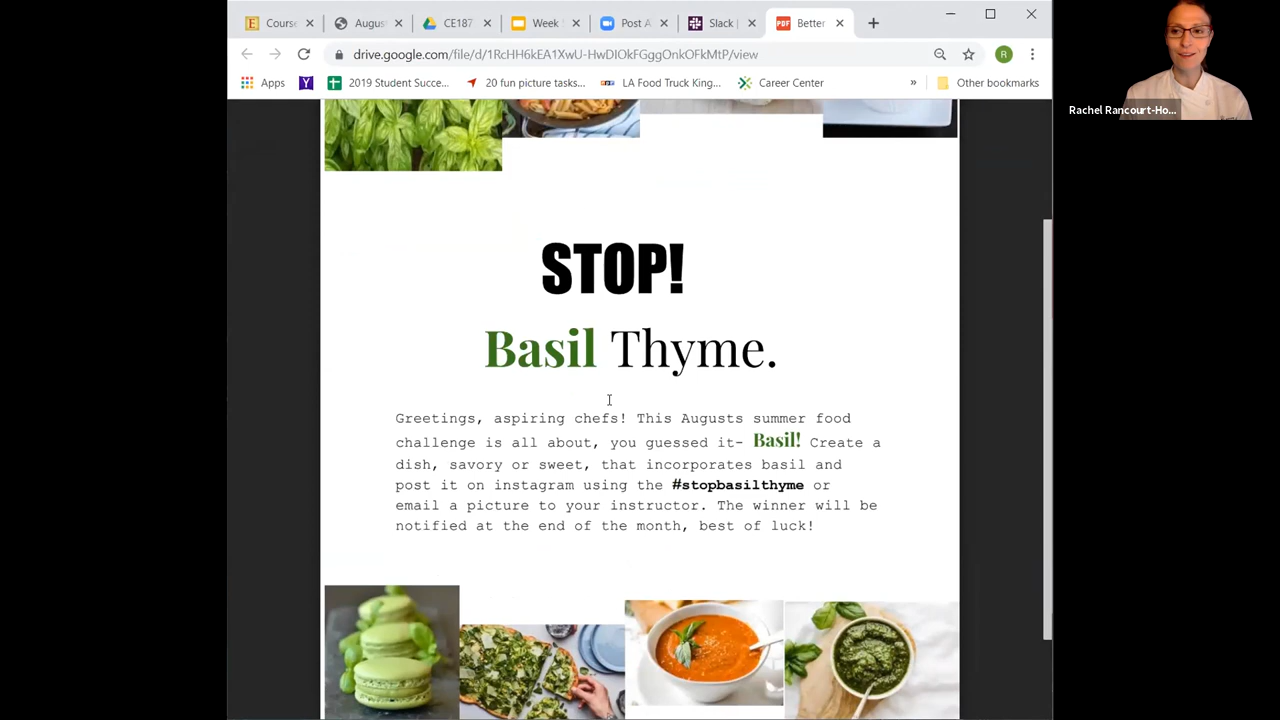 Course
Augus
CE187
Week
Post A
Slack
PDF
Better
drive.google.com/file/d/1RcHH6kEA1XwU-HwDIOkFGggOnkOFkMtP/view
R
Apps
2019 Student Succe...
20 fun picture tasks...
LA Food Truck King...
Career Center
»
Other bookmarks
Rachel Rancourt-Ho...
STOP!
Basil Thyme.
Greetings, aspiring chefs! This Augusts summer food
challenge is all about, you guessed it- Basil! Create a
dish, savory or sweet, that incorporates basil and
post it on instagram using the #stopbasilthyme or
email a picture to your instructor. The winner will be
notified at the end of the month, best of luck!